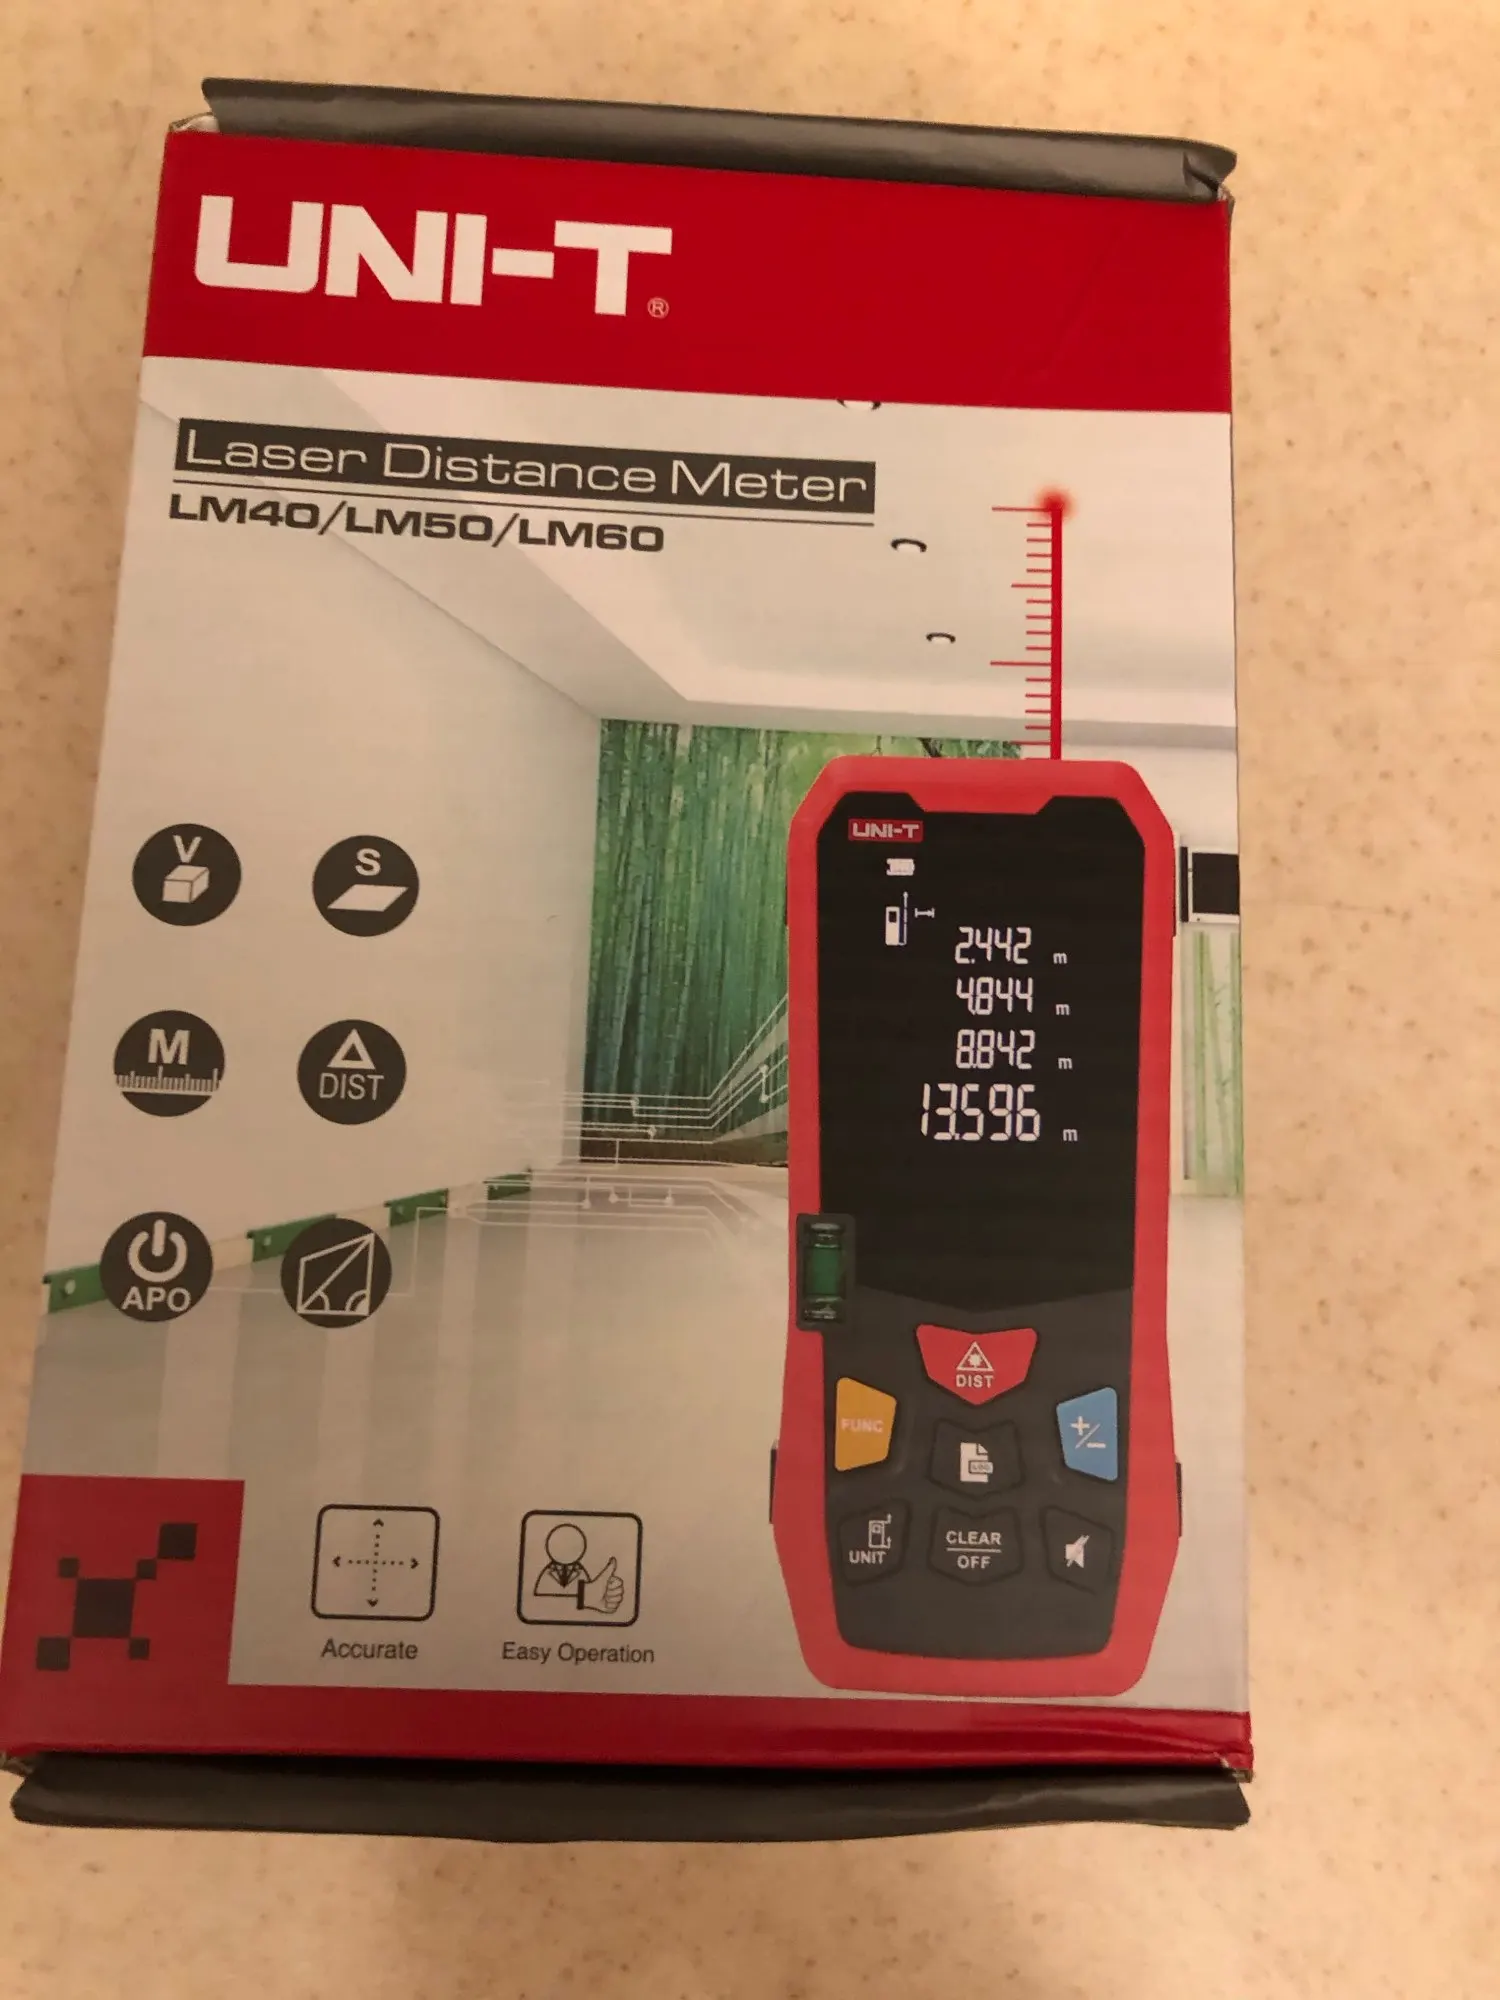 UNI-T®
Laser Distance Meter
LM40/LM50/LM60
UNI-T
2.442 m
4.844 m
8.842 m
13.596 m
V
S
M
DIST
APO
DIST
FUNC
+/-
LOG
UNIT
CLEAR
OFF
Accurate
Easy Operation